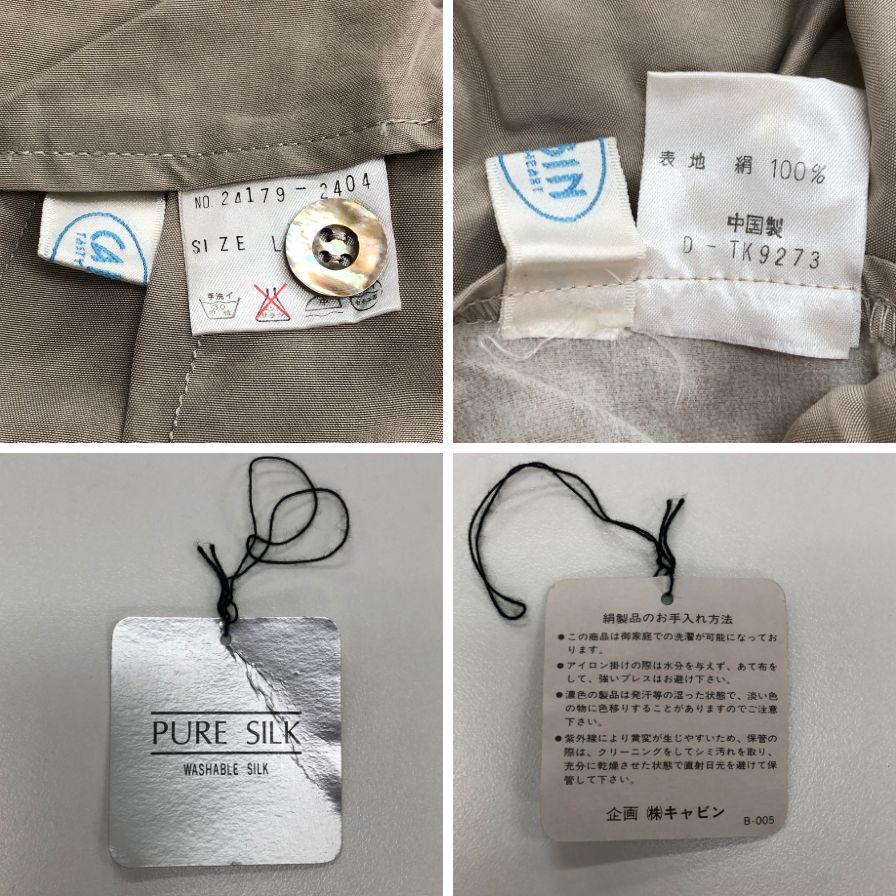 NO. 24179-2404
SIZE L
手洗イ
30
中性
CA
TAST
DIN
HEART
表地 絹 100%
中国製
D-TK9273
PURE SILK
WASHABLE SILK
絹製品のお手入れ方法
●この商品は御家庭での洗濯が可能になっております。
●アイロン掛けの際は水分を与えず、あて布をして、強いプレスはお避け下さい。
●濃色の製品は発汗等の湿った状態で、淡い色の物に色移りすることがありますのでご注意下さい。
●紫外線により黄変が生じやすいため、保管の際は、クリーニングをしてシミ汚れを取り、充分に乾燥させた状態で直射日光を避けて保管して下さい。
企画 ㈱キャビン
B-005